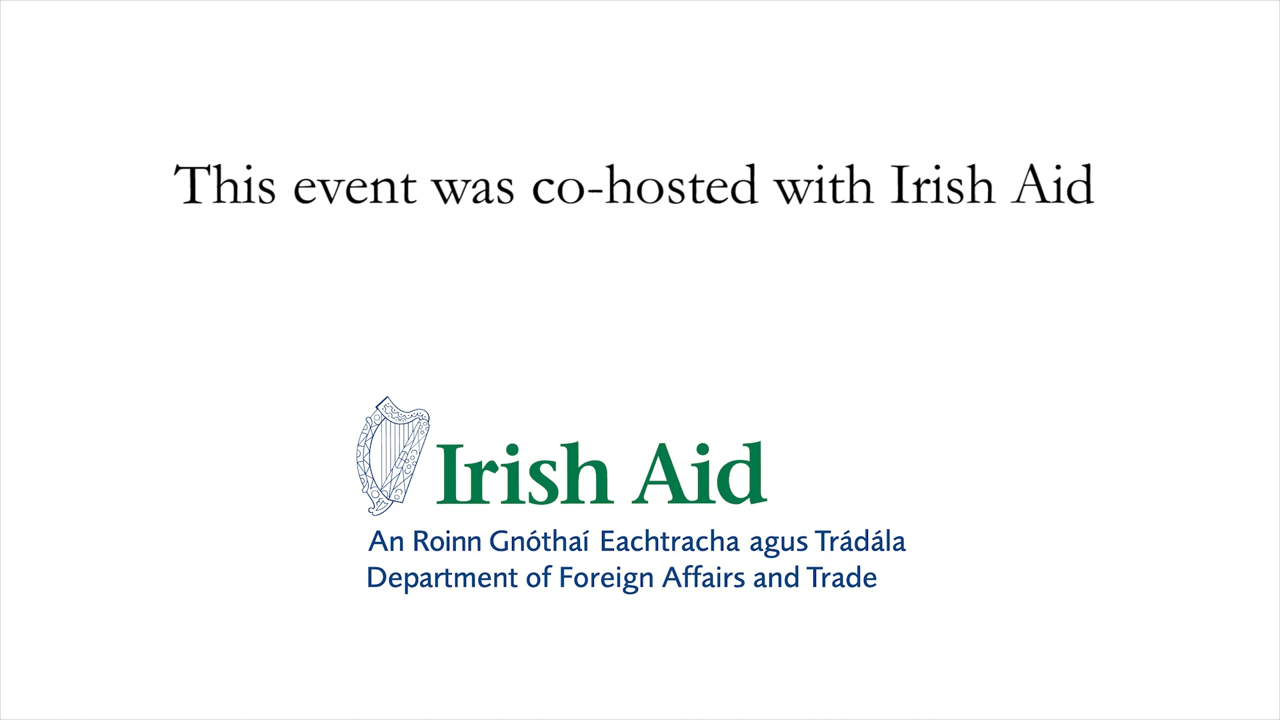 This event was co-hosted with Irish Aid
Irish Aid
An Roinn Gnóthaí Eachtracha agus Trádála
Department of Foreign Affairs and Trade